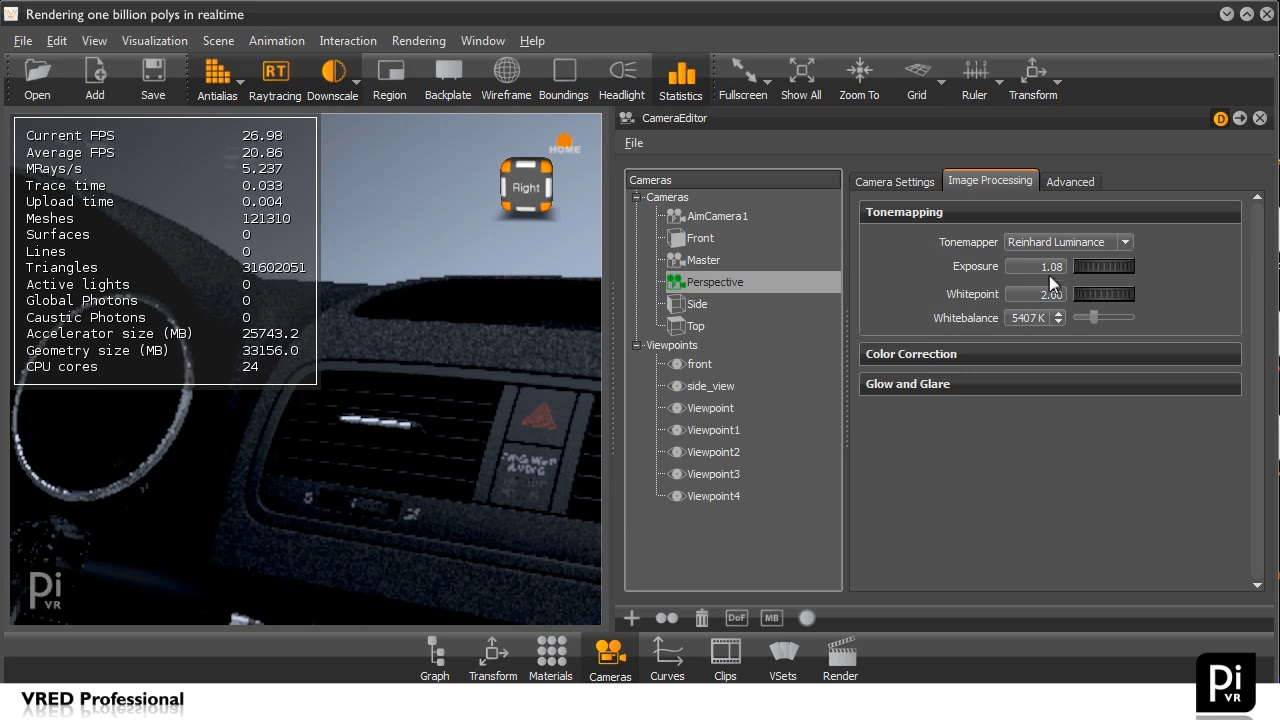 Rendering one billion polys in realtime
File Edit View Visualization Scene Animation Interaction Rendering Window Help
Open Add Save Antialias Raytracing Downscale Region Backplate Wireframe Boundings Headlight Statistics Fullscreen Show All Zoom To Grid Ruler Transform
RT
Current FPS 26.98
Average FPS 20.86
MRays/s 5.237
Trace time 0.033
Upload time 0.004
Meshes 121310
Surfaces 0
Lines 0
Triangles 31602051
Active lights 0
Global Photons 0
Caustic Photons 0
Accelerator size (MB) 25743.2
Geometry size (MB) 33156.0
CPU cores 24
HOME
Right
Pi
VR
CameraEditor
D
File
Cameras
Cameras
AimCamera1
Front
Master
Perspective
Side
Top
Viewpoints
front
side_view
Viewpoint
Viewpoint1
Viewpoint2
Viewpoint3
Viewpoint4
Camera Settings Image Processing Advanced
Tonemapping
Tonemapper Reinhard Luminance
Exposure 1.08
Whitepoint 2.00
Whitebalance 5407 K
Color Correction
Glow and Glare
DoF MB
Graph Transform Materials Cameras Curves Clips VSets Render
VRED Professional
Pi
VR